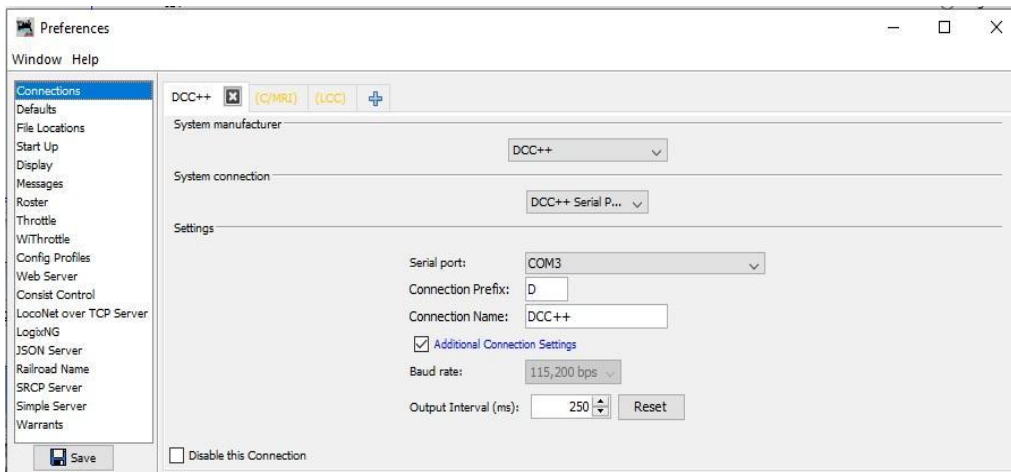 Preferences
Window Help
Connections
Defaults
File Locations
Start Up
Display
Messages
Roster
Throttle
WiThrottle
Config Profiles
Web Server
Consist Control
LocoNet over TCP Server
LogixNG
JSON Server
Railroad Name
SRCP Server
Simple Server
Warrants
Save
DCC++ (C/MRI) (LCC)
System manufacturer
DCC++
System connection
DCC++ Serial P...
Settings
Serial port: COM3
Connection Prefix: D
Connection Name: DCC++
Additional Connection Settings
Baud rate: 115,200 bps
Output Interval (ms): 250 Reset
Disable this Connection